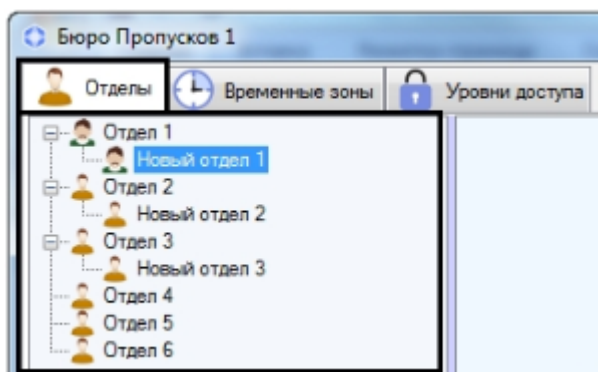 Бюро Пропусков 1
Отделы Временные зоны Уровни доступа
Отдел 1
Новый отдел 1
Отдел 2
Новый отдел 2
Отдел 3
Новый отдел 3
Отдел 4
Отдел 5
Отдел 6